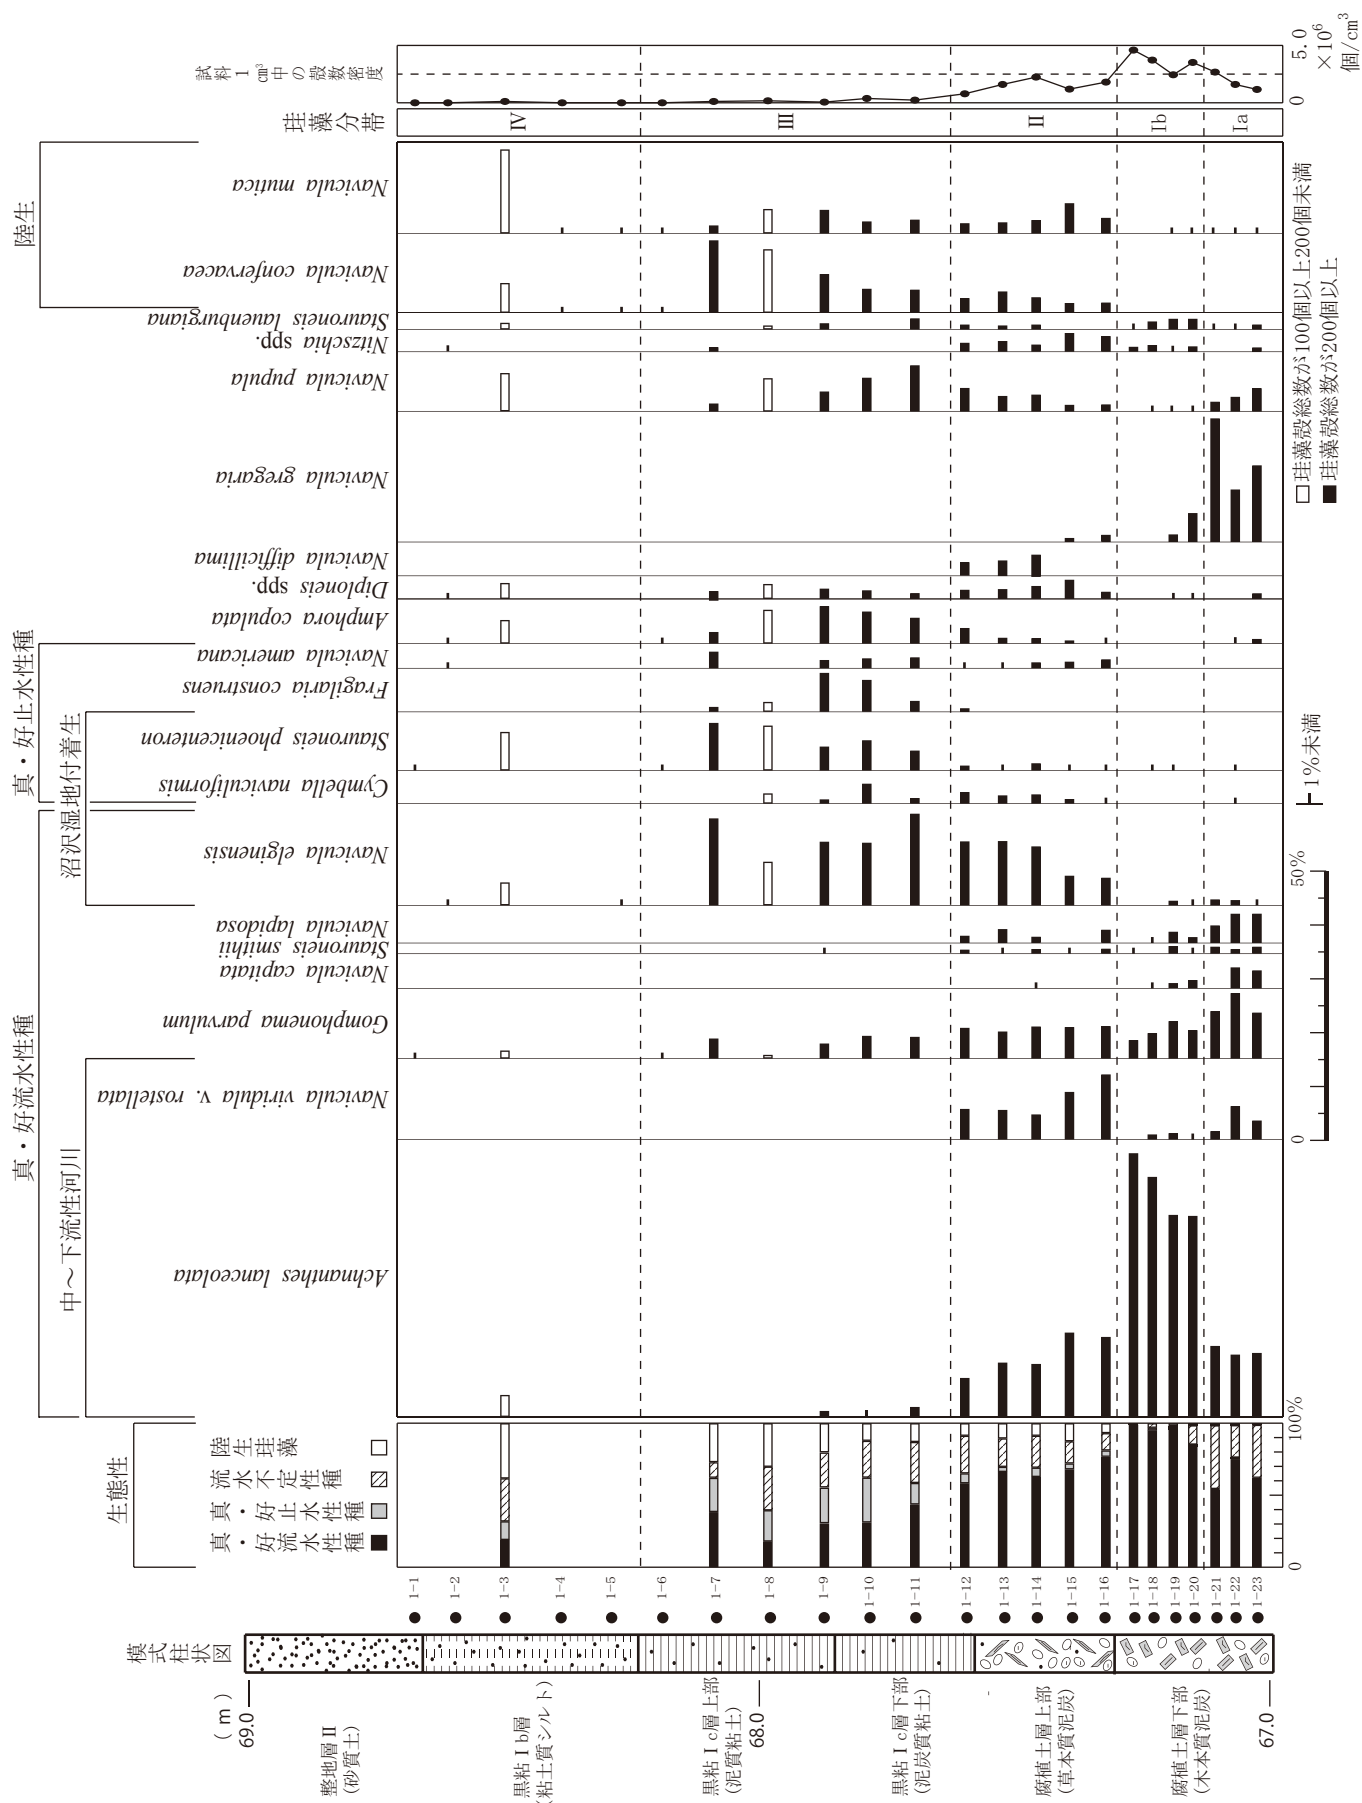 模式柱状図
(m)
69.0
68.0
67.0
整地層Ⅱ
(砂質土)
黒粘Ⅰb層
(粘土質シルト)
黒粘Ⅰc層上部
(泥質粘土)
黒粘Ⅰc層下部
(泥炭質粘土)
腐植土層上部
(草本質泥炭)
腐植土層下部
(木本質泥炭)
1-1
1-2
1-3
1-4
1-5
1-6
1-7
1-8
1-9
1-10
1-11
1-12
1-13
1-14
1-15
1-16
1-17
1-18
1-19
1-20
1-21
1-22
1-23
生態性
陸生珪藻
流水不定性種
真・好止水性種
真・好流水性種
0
100%
真・好流水性種
中~下流性河川
Achnanthes lanceolata
Navicula viridula v. rostellata
Gomphonema parvulum
Navicula capitata
Stauroneis smithii
Navicula lapidosa
沼沢湿地付着生
Navicula elginensis
真・好止水性種
Cymbella naviculiformis
Stauroneis phoenicenteron
Fragilaria construens
Navicula americana
Amphora copulata
Diploneis spp.
Navicula difficillima
Navicula gregaria
Navicula pupula
Nitzschia spp.
Stauroneis lauenburgiana
陸生
Navicula confervacea
Navicula mutica
珪藻分帯
Ⅳ
Ⅲ
Ⅱ
Ⅰb
Ⅰa
試料1cm³中の殻数密度
0
5.0
×10⁶
個/cm³
0
50%
1%未満
珪藻殻総数が100個以上200個未満
珪藻殻総数が200個以上